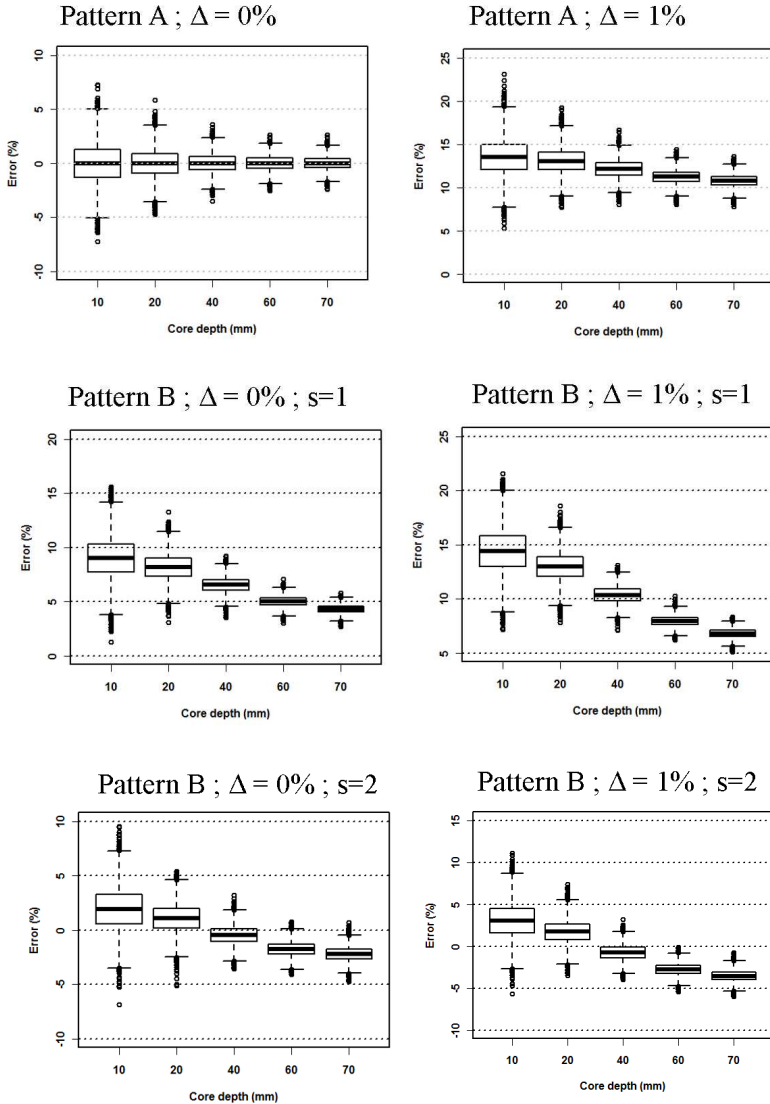 Pattern A ; Δ = 0%
10
5
0
-5
-10
Error (%)
10 20 40 60 70
Core depth (mm)
Pattern A ; Δ = 1%
25
20
15
10
5
0
Error (%)
10 20 40 60 70
Core depth (mm)
Pattern B ; Δ = 0% ; s=1
20
15
10
5
0
Error (%)
10 20 40 60 70
Core depth (mm)
Pattern B ; Δ = 1% ; s=1
25
20
15
10
5
Error (%)
10 20 40 60 70
Core depth (mm)
Pattern B ; Δ = 0% ; s=2
10
5
0
-5
-10
Error (%)
10 20 40 60 70
Core depth (mm)
Pattern B ; Δ = 1% ; s=2
15
10
5
0
-5
-10
Error (%)
10 20 40 60 70
Core depth (mm)